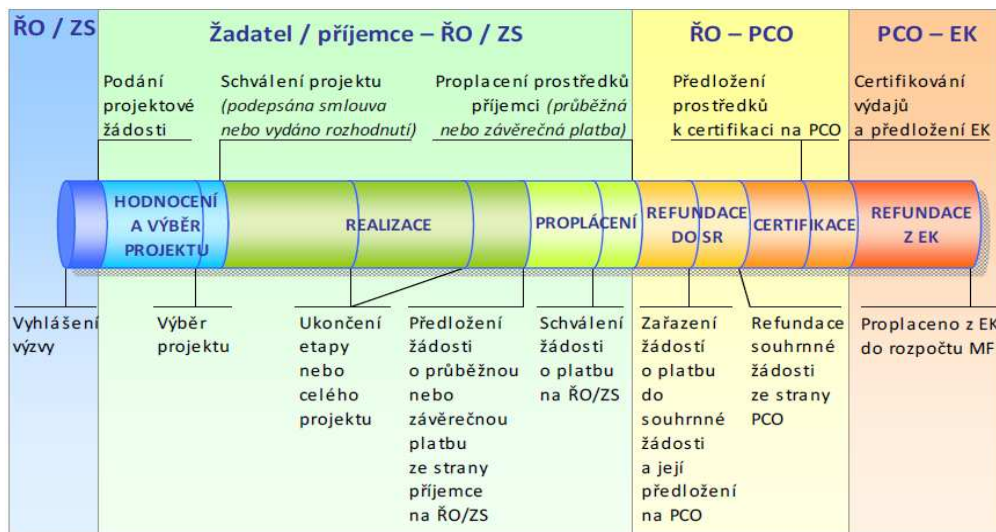 ŘO / ZS
Žadatel / příjemce – ŘO / ZS
ŘO – PCO
PCO – EK
Podání
projektové
žádosti
Schválení projektu
(podepsána smlouva
nebo vydáno rozhodnutí)
Proplacení prostředků
příjemci (průběžná
nebo závěrečná platba)
Předložení
prostředků
k certifikaci na PCO
Certifikování
výdajů
a předložení EK
HODNOCENÍ
A VÝBĚR
PROJEKTU
REALIZACE
PROPLÁCENÍ
REFUNDACE
DO SR
CERTIFIKACE
REFUNDACE
Z EK
Vyhlášení
výzvy
Výběr
projektu
Ukončení
etapy
nebo
celého
projektu
Předložení
žádosti
o průběžnou
nebo
závěrečnou
platbu
ze strany
příjemce
na ŘO/ZS
Schválení
žádosti
o platbu
na ŘO/ZS
Zařazení
žádostí
o platbu
do
souhrnné
žádosti
a její
předložení
na PCO
Refundace
souhrnné
žádosti
ze strany
PCO
Proplaceno z EK
do rozpočtu MF